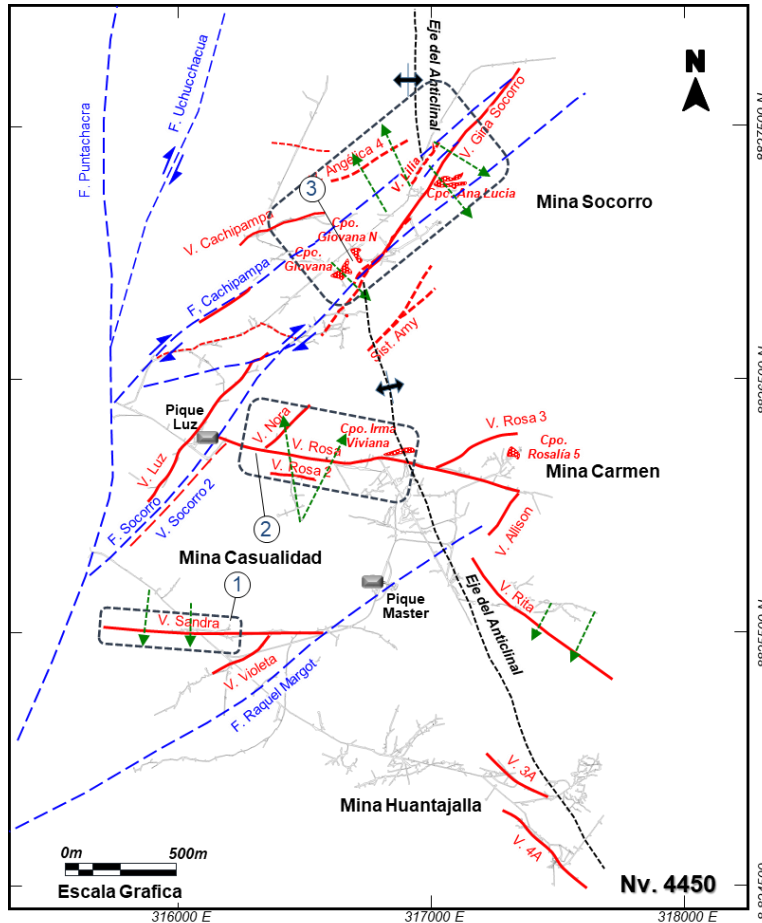 F. Puntachacra
F. Uchucchacua
Eje del Anticlinal
N
8827500 N
V. Gina Socorro
Angélica 4
V. Lilia
Cpo. Ana Lucia
Mina Socorro
3
V. Cachipampa
Cpo.
Giovana N
Cpo.
Giovana
F. Cachipampa
Sist. Amy
8826500 N
Pique
Luz
V. Nora
Cpo. Irma
Viviana
V. Rosa 3
V. Rosa
Cpo.
Rosalía 5
V. Luz
V. Rosa 2
Mina Carmen
F. Socorro
V. Socorro 2
2
V. Allison
Mina Casualidad
1
Pique
Master
V. Rita
Eje del Anticlinal
V. Sandra
8825500 N
V. Violeta
F. Raquel Margot
V. 3A
Mina Huantajalla
V. 4A
0m 500m
Escala Grafica
Nv. 4450
316000 E 317000 E 318000 E